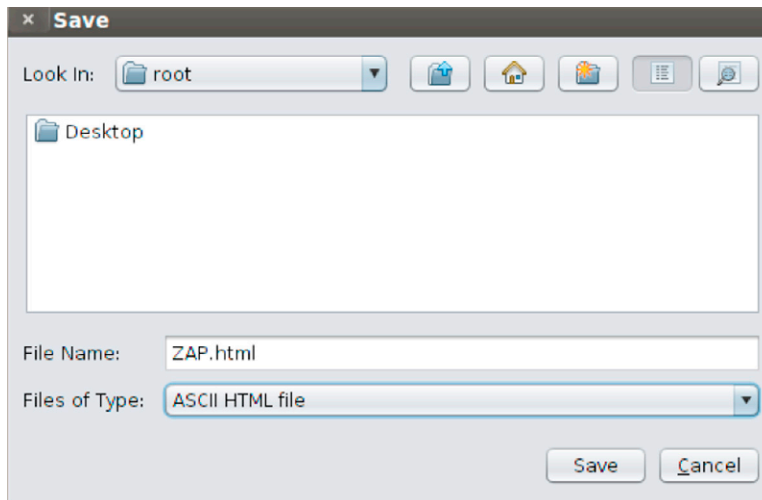 × Save
Look In: root
Desktop
File Name: ZAP.html
Files of Type: ASCII HTML file
Save Cancel